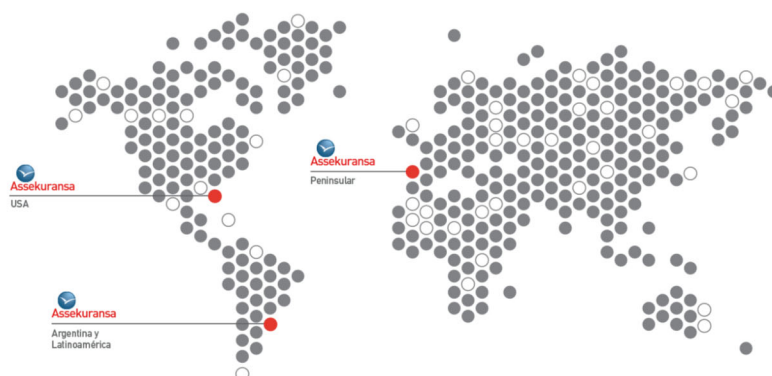 Assekuransa
USA
Assekuransa
Peninsular
Assekuransa
Argentina y
Latinoamérica